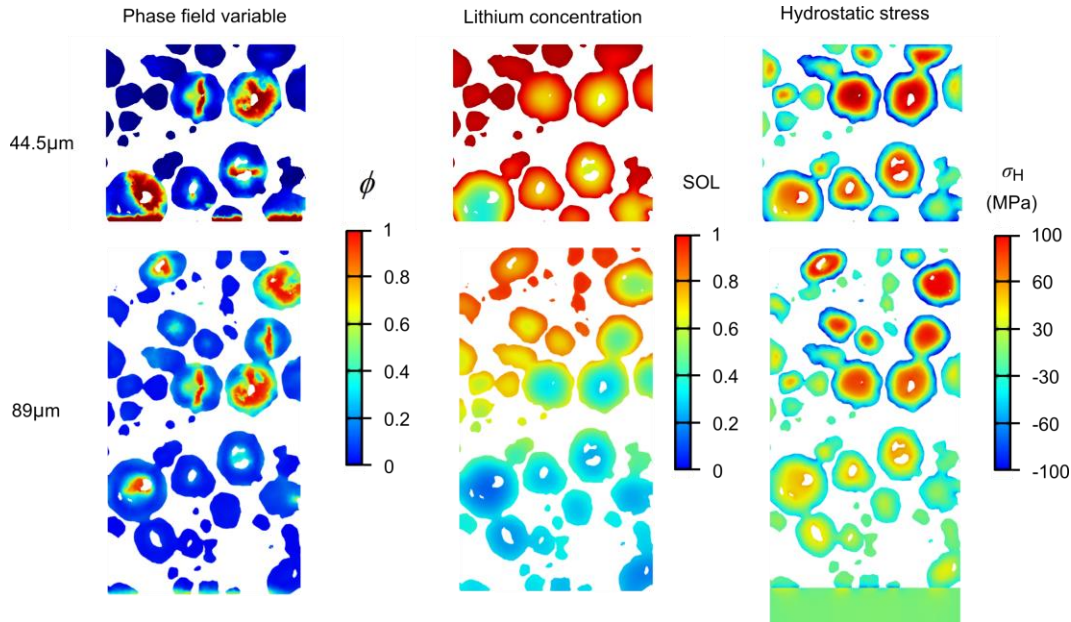 Phase field variable
Lithium concentration
Hydrostatic stress
44.5μm
ϕ
SOL
σH
(MPa)
1
0.8
0.6
0.4
0.2
0
1
0.8
0.6
0.4
0.2
0
100
60
30
-30
-60
-100
89μm